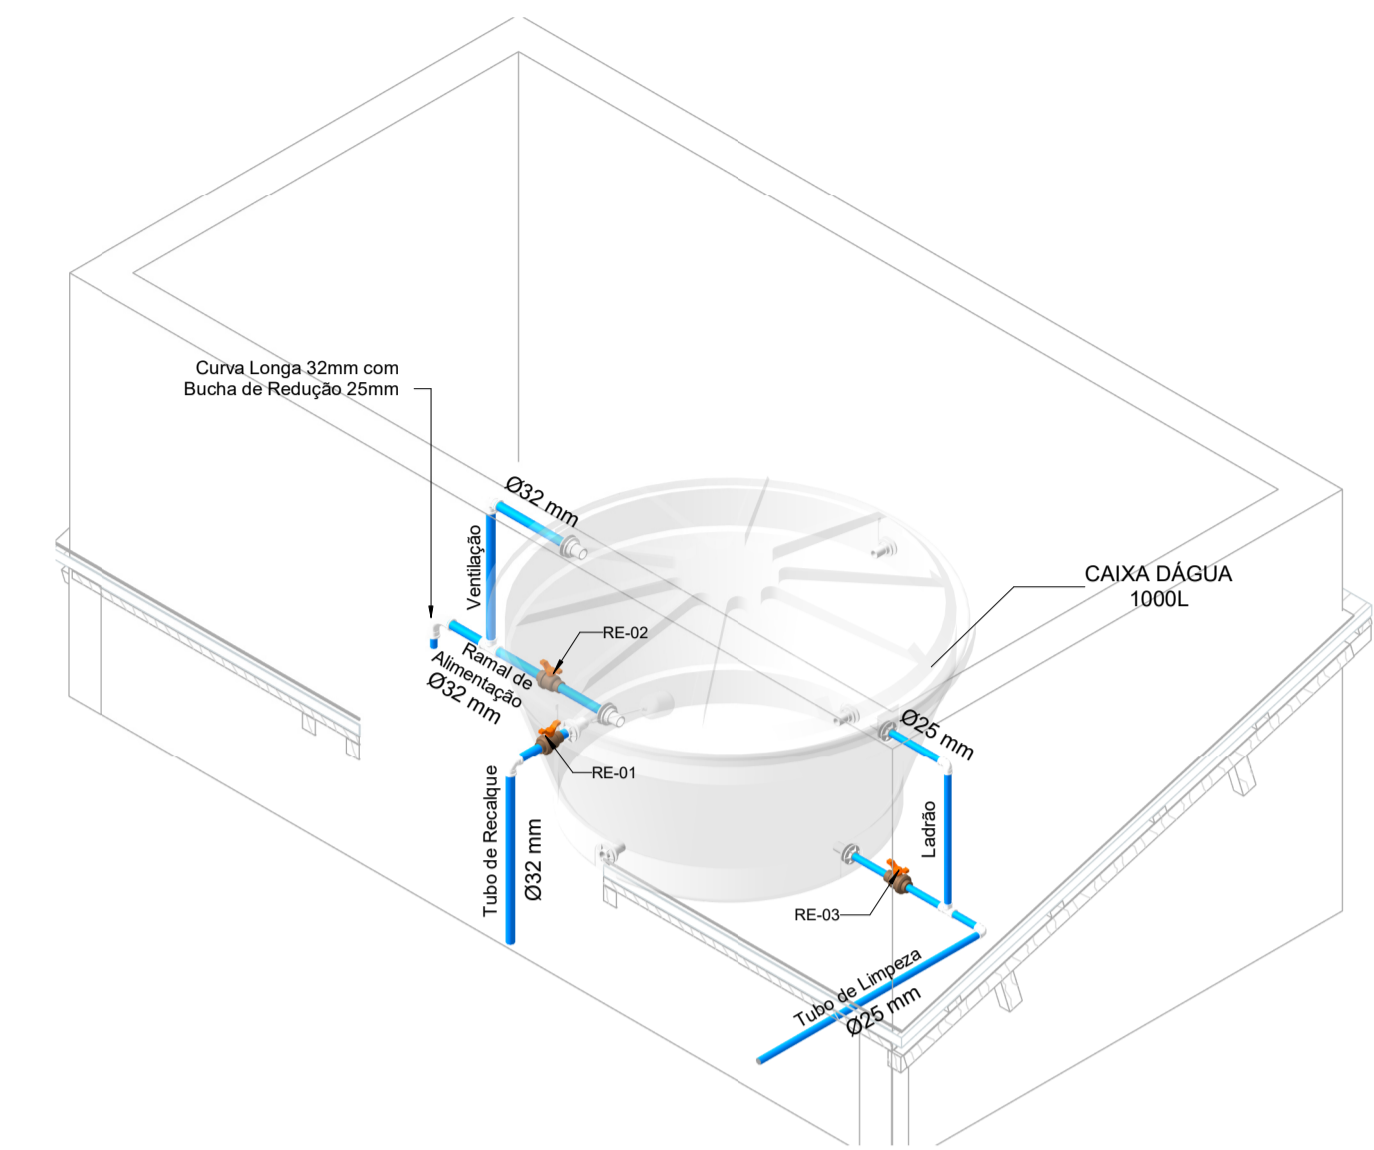 Curva Longa 32mm com
Bucha de Redução 25mm
Ø32 mm
Ventilação
RE-02
CAIXA DÁGUA
1000L
Ramal de
Alimentação
Ø32 mm
RE-01
Tubo de Recalque
Ø32 mm
Ø25 mm
Ladrão
RE-03
Tubo de Limpeza
Ø25 mm